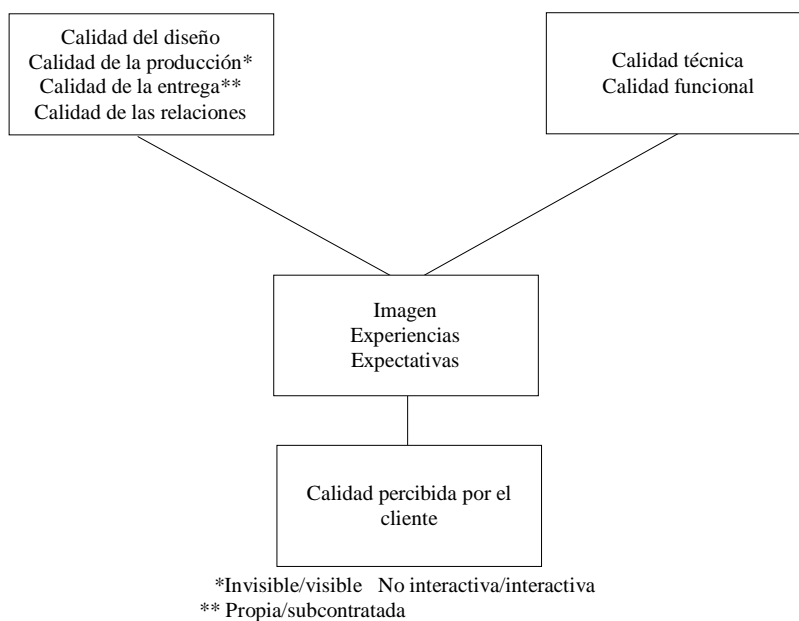 Calidad del diseño
Calidad de la producción*
Calidad de la entrega**
Calidad de las relaciones
Calidad técnica
Calidad funcional
Imagen
Experiencias
Expectativas
Calidad percibida por el
cliente
*Invisible/visible   No interactiva/interactiva
** Propia/subcontratada